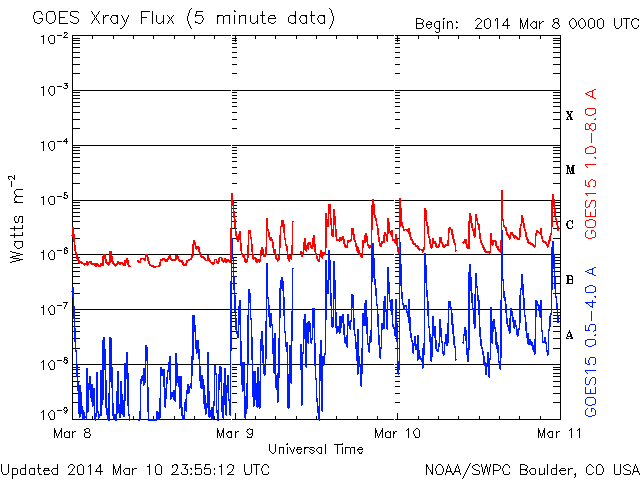 GOES Xray Flux (5 minute data)
Begin: 2014 Mar 8 0000 UTC
10⁻²
10⁻³
10⁻⁴
10⁻⁵
10⁻⁶
10⁻⁷
10⁻⁸
10⁻⁹
Watts m⁻²
X
M
C
B
A
GOES15 1.0-8.0 A
GOES15 0.5-4.0 A
Mar 8
Mar 9
Mar 10
Mar 11
Universal Time
Updated 2014 Mar 10 23:55:12 UTC
NOAA/SWPC Boulder, CO USA